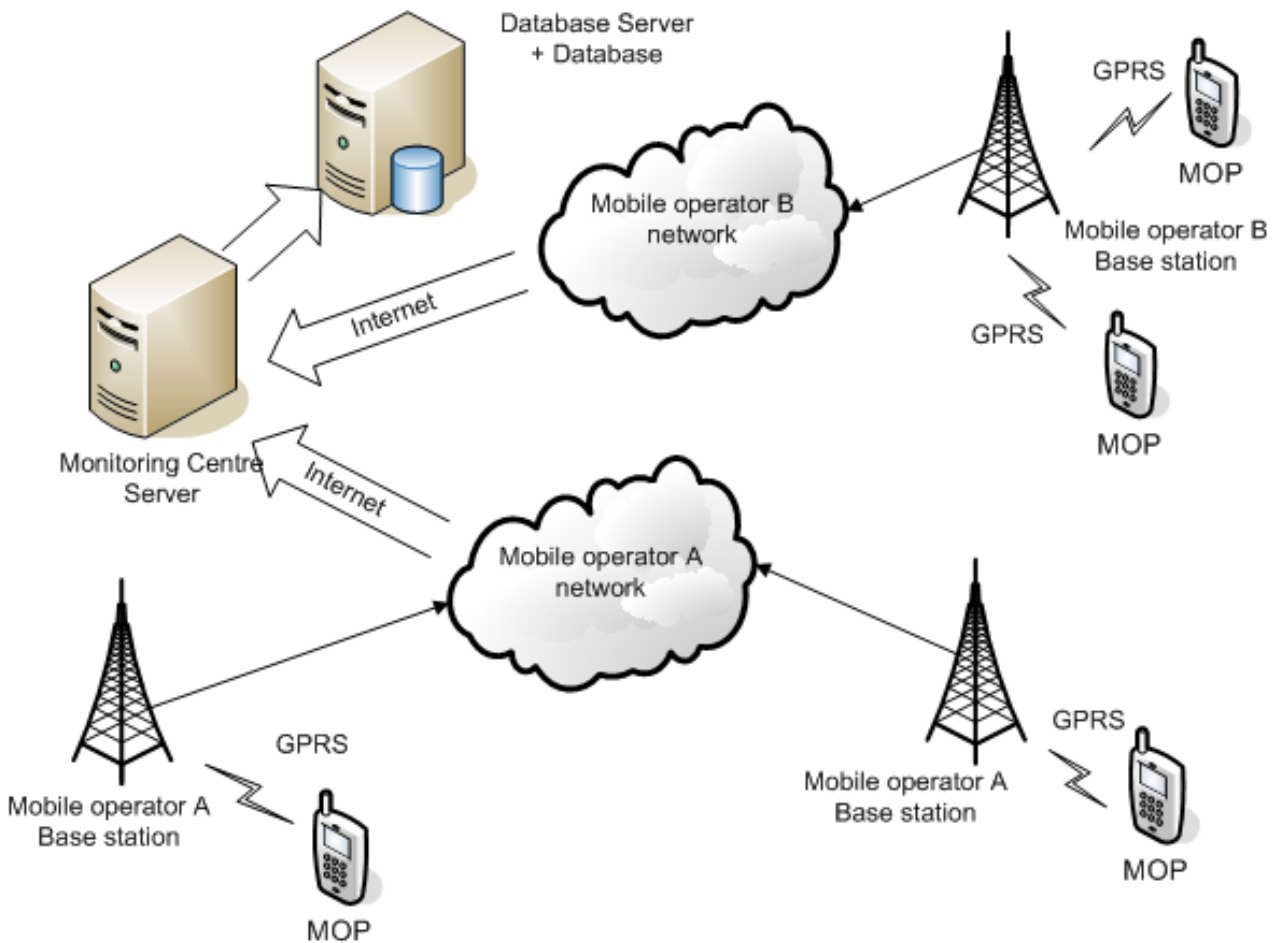 Database Server
+ Database
GPRS
MOP
Mobile operator B
network
Mobile operator B
Base station
Internet
GPRS
MOP
Monitoring Centre
Server
Internet
Mobile operator A
network
GPRS
Mobile operator A
Base station
MOP
GPRS
Mobile operator A
Base station
MOP